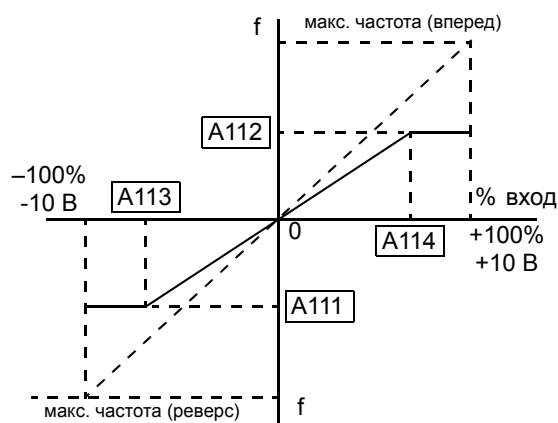 f
макс. частота (вперед)
A112
–100%
-10 В
A113
% вход
0
A114
+100%
+10 В
A111
макс. частота (реверс)
f